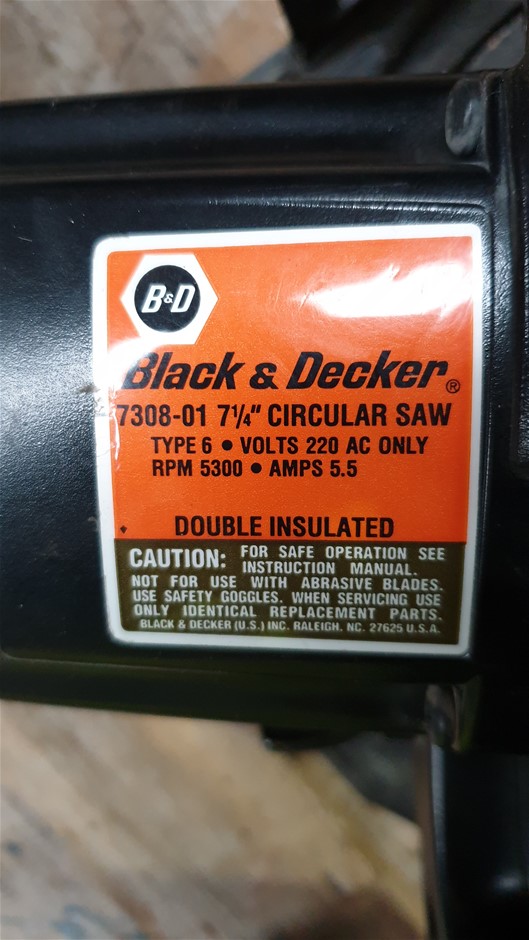 B&D
Black & Decker®
7308-01 7¼" CIRCULAR SAW
TYPE 6 • VOLTS 220 AC ONLY
RPM 5300 • AMPS 5.5
DOUBLE INSULATED
CAUTION: FOR SAFE OPERATION SEE
INSTRUCTION MANUAL.
NOT FOR USE WITH ABRASIVE BLADES.
USE SAFETY GOGGLES. WHEN SERVICING USE
ONLY IDENTICAL REPLACEMENT PARTS.
BLACK & DECKER (U.S.) INC. RALEIGH, NC. 27625 U.S.A.